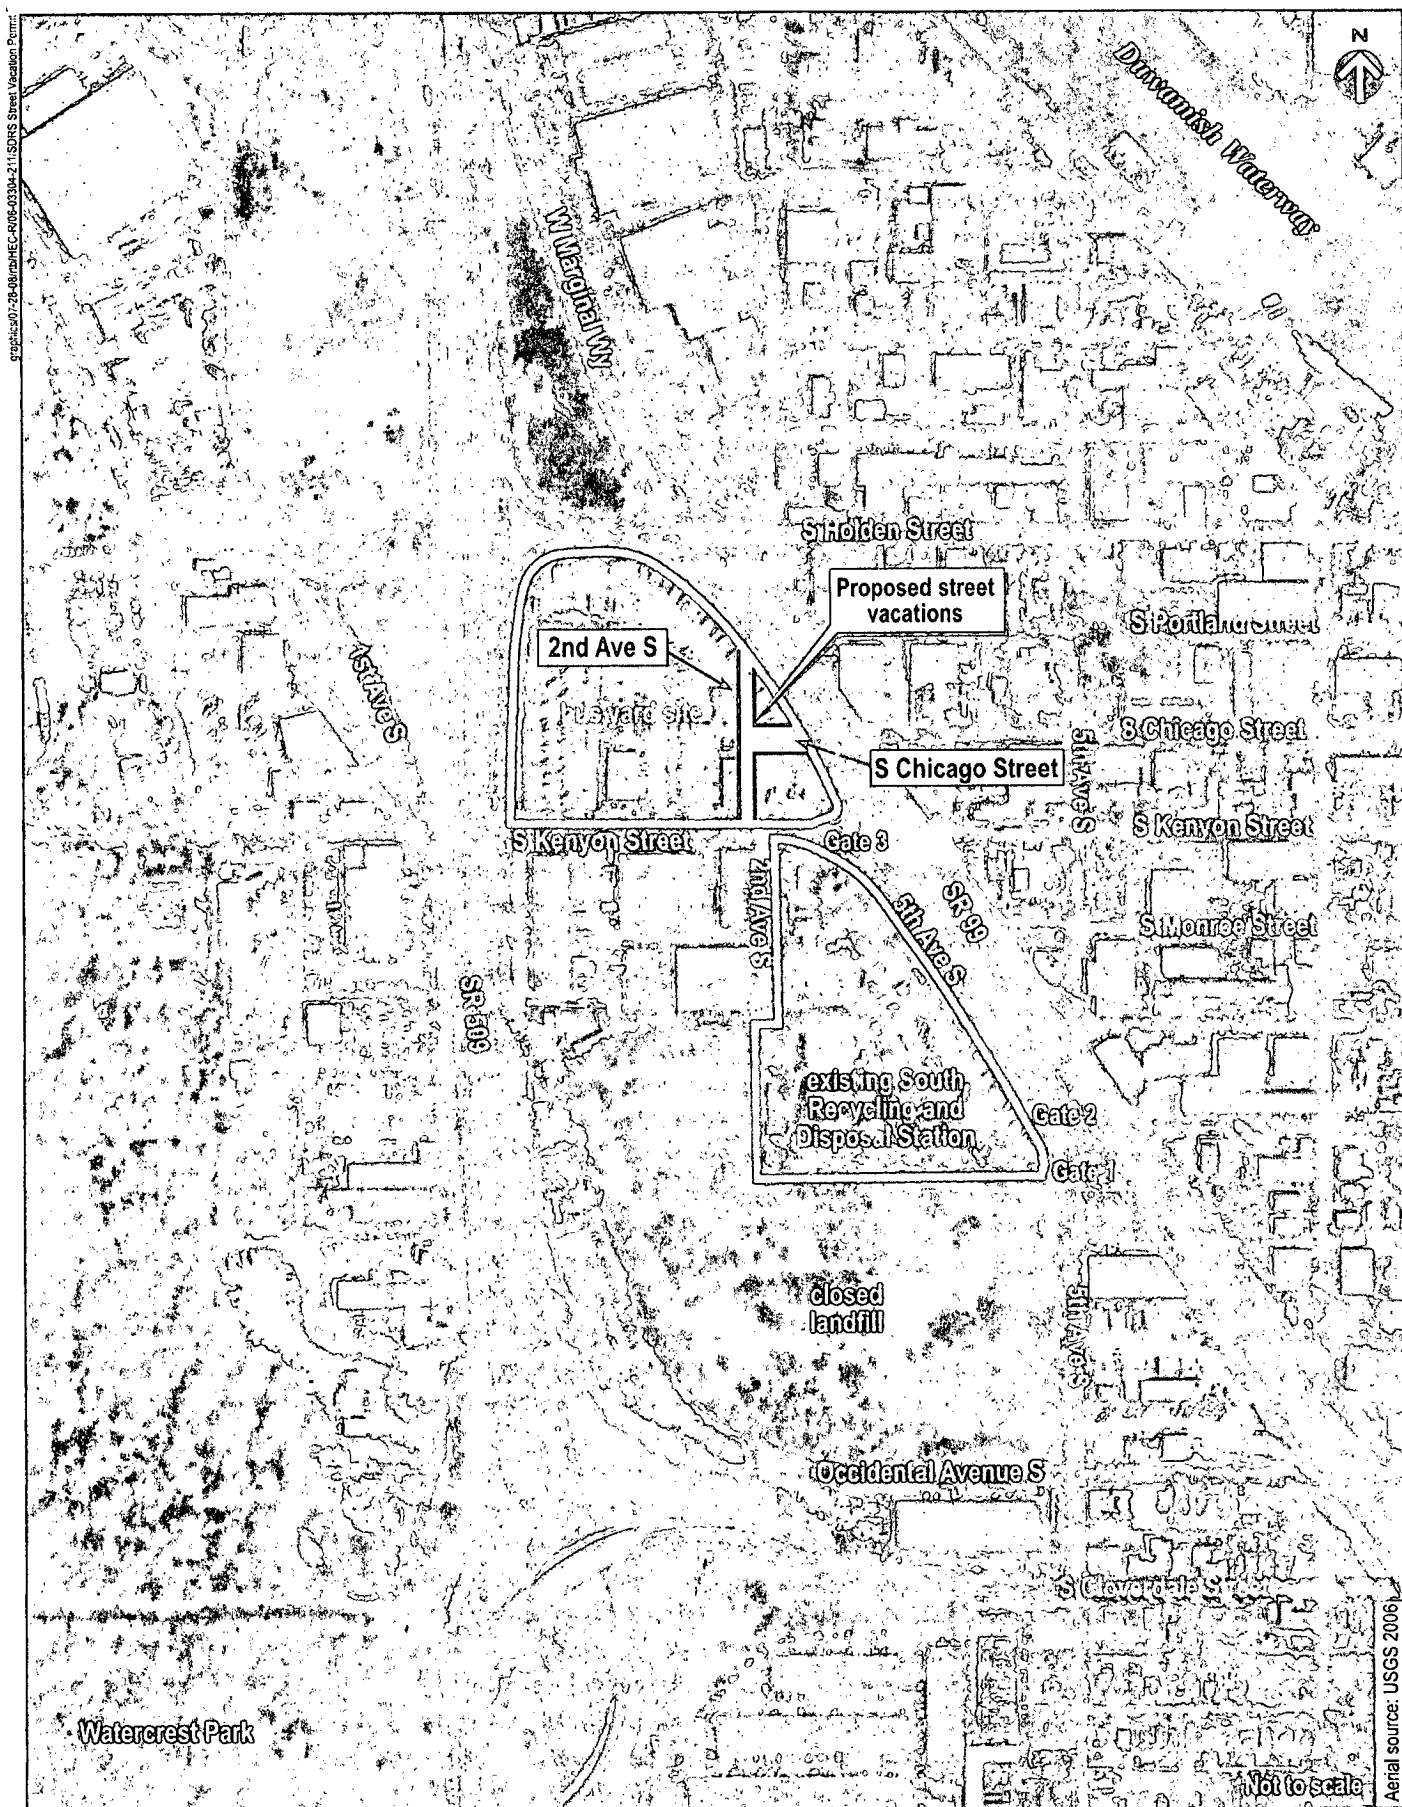 N
Duwamish Waterway
W Marginal Wy
S Holden Street
Proposed street
vacations
S Portland Street
2nd Ave S
1st Ave S
S Chicago Street
S Chicago Street
5th Ave S
S Kenyon Street
S Kenyon Street
Gate 3
2nd Ave S
5th Ave S
SR 99
S Monroe Street
SR 509
existing South
Recycling and
Disposal Station
Gate 2
Gate 1
closed
landfill
5th Ave S
Occidental Avenue S
S Cloverdale Street
Watercrest Park
Not to scale
Aerial source: USGS 2006